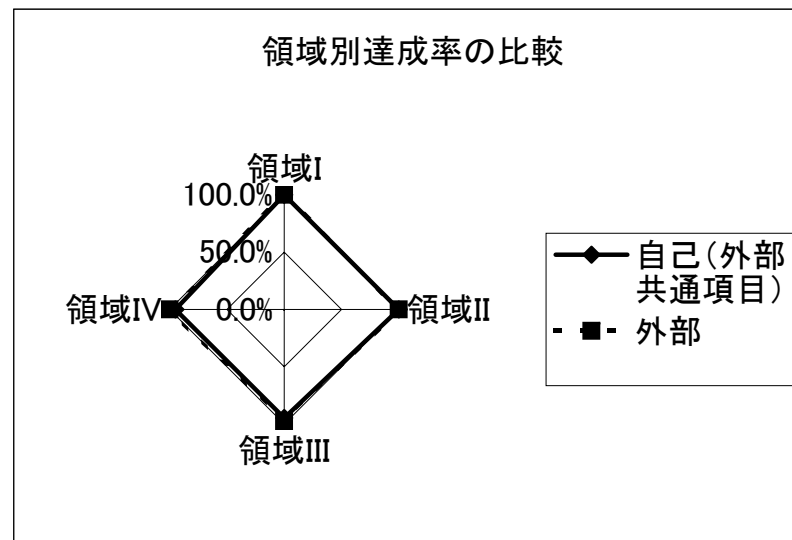 領域別達成率の比較
領域I
100.0%
50.0%
領域IV
0.0%
領域II
領域III
自己(外部
共通項目)
外部